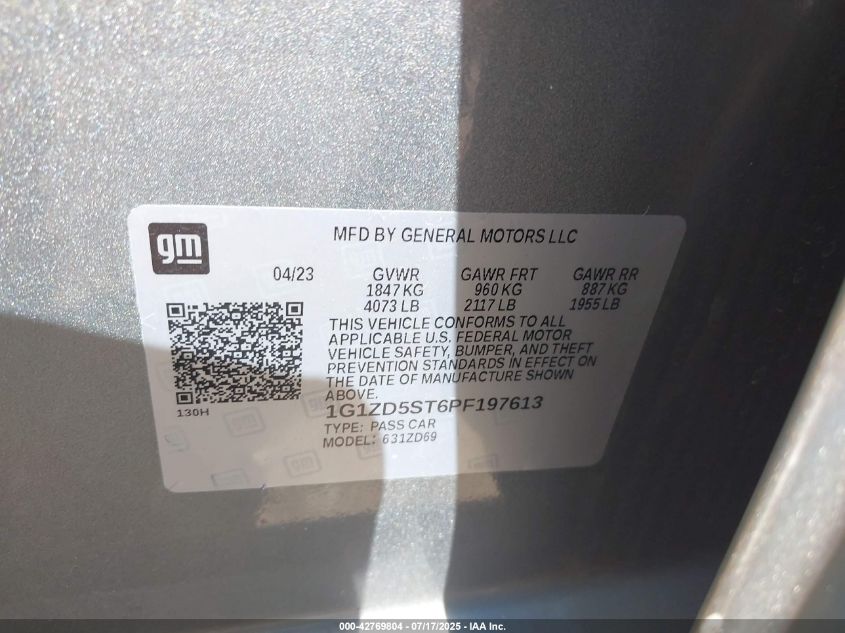 gm
MFD BY GENERAL MOTORS LLC
04/23 GVWR GAWR FRT GAWR RR
1847 KG 960 KG 887 KG
4073 LB 2117 LB 1955 LB
THIS VEHICLE CONFORMS TO ALL
APPLICABLE U.S. FEDERAL MOTOR
VEHICLE SAFETY, BUMPER, AND THEFT
PREVENTION STANDARDS IN EFFECT ON
THE DATE OF MANUFACTURE SHOWN
ABOVE.
130H
1G1ZD5ST6PF197613
TYPE: PASS CAR
MODEL: 631ZD69
000-42769804 - 07/17/2025 - IAA Inc.